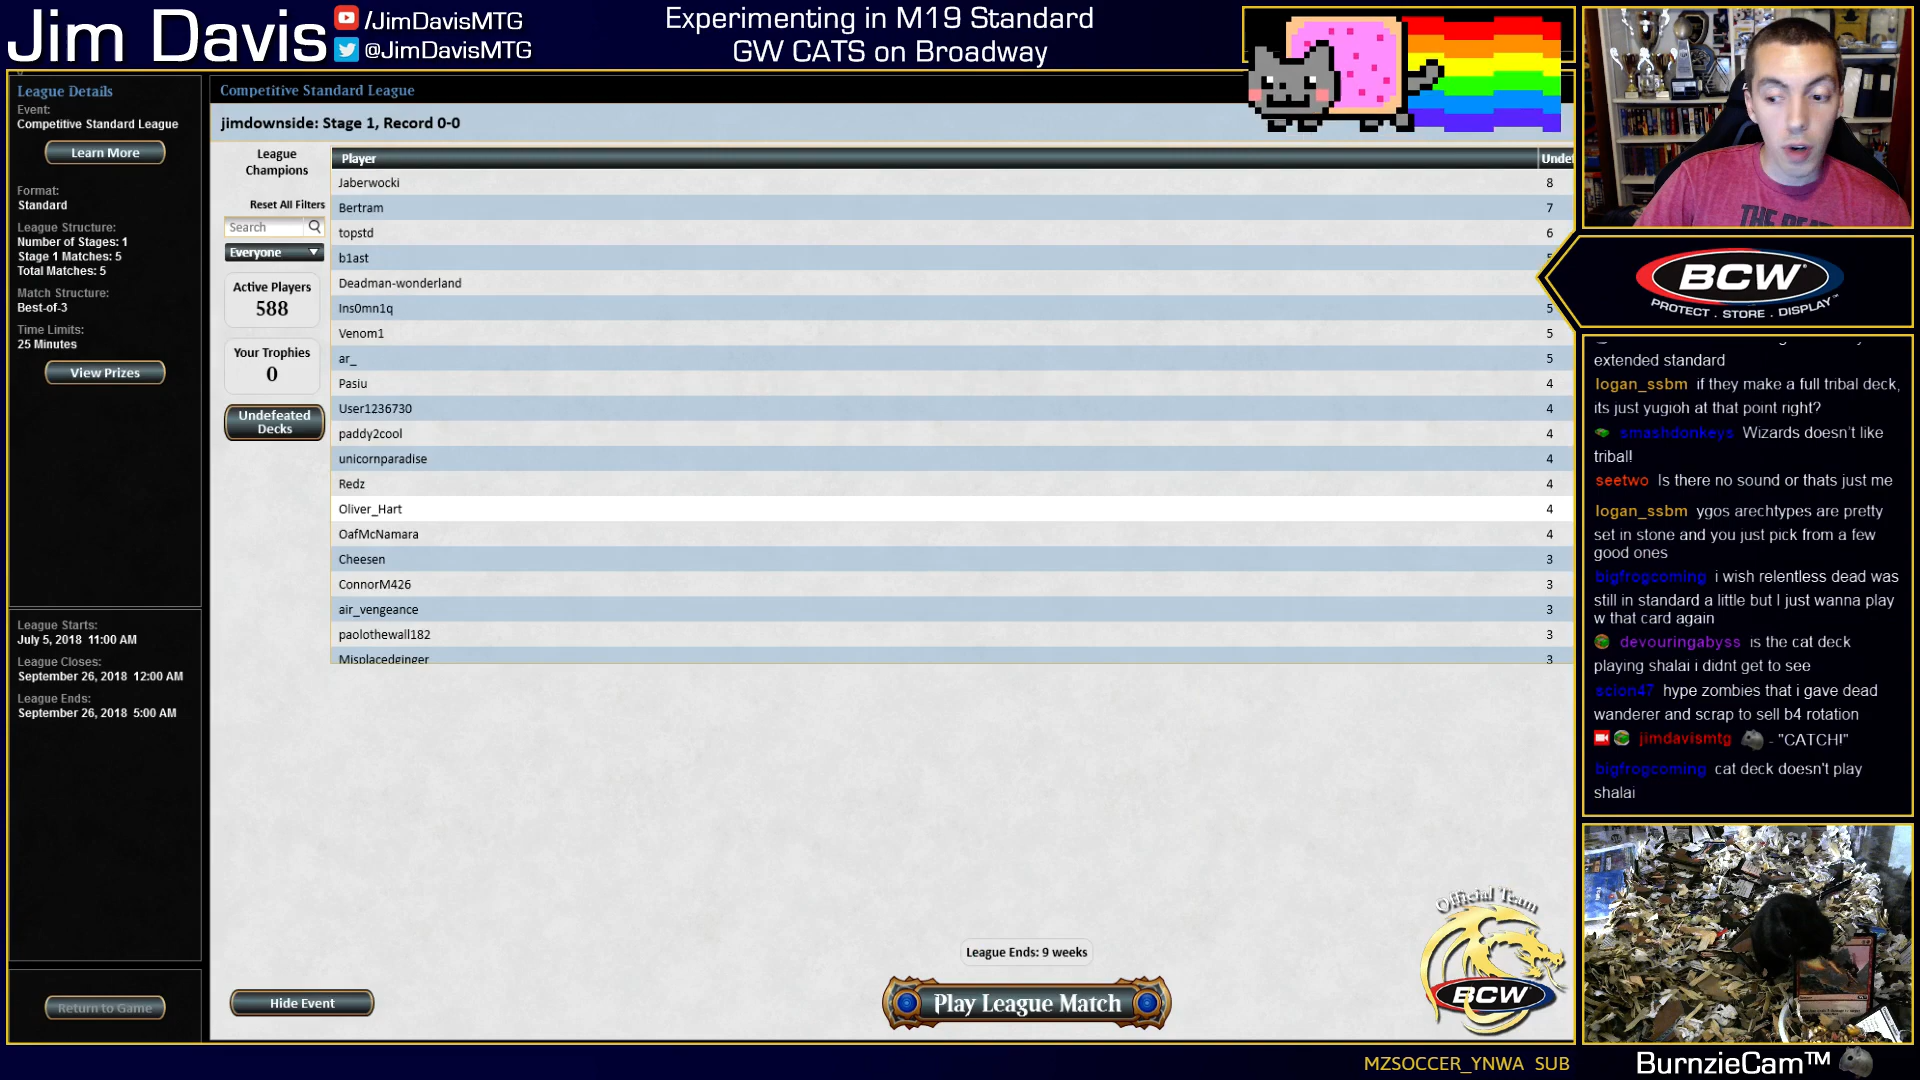 Jim Davis
/JimDavisMTG
@JimDavisMTG
Experimenting in M19 Standard
GW CATS on Broadway
League Details
Event:
Competitive Standard League
Learn More
Format:
Standard
League Structure:
Number of Stages: 1
Stage 1 Matches: 5
Total Matches: 5
Match Structure:
Best-of-3
Time Limits:
25 Minutes
View Prizes
League Starts:
July 5, 2018 11:00 AM
League Closes:
September 26, 2018 12:00 AM
League Ends:
September 26, 2018 5:00 AM
Return to Game
Competitive Standard League
jimdownside: Stage 1, Record 0-0
League
Champions
Reset All Filters
Search
Everyone
Active Players
588
Your Trophies
0
Undefeated
Decks
Player Undef
Jaberwocki 8
Bertram 7
topstd 6
b1ast
Deadman-wonderland
Ins0mn1q 5
Venom1 5
ar_ 5
Pasiu 4
User1236730 4
paddy2cool 4
unicornparadise 4
Redz 4
Oliver_Hart 4
OafMcNamara 4
Cheesen 3
ConnorM426 3
air_vengeance 3
paolothewall182 3
Misplacedginger 3
League Ends: 9 weeks
Hide Event
Play League Match
Official Team
BCW
THE
BCW
PROTECT . STORE . DISPLAY™
extended standard
logan_ssbm if they make a full tribal deck,
its just yugioh at that point right?
smashdonkeys Wizards doesn't like
tribal!
seetwo Is there no sound or thats just me
logan_ssbm ygos arechtypes are pretty
set in stone and you just pick from a few
good ones
bigfrogcoming i wish relentless dead was
still in standard a little but I just wanna play
w that card again
devouringabyss is the cat deck
playing shalai i didnt get to see
scion47 hype zombies that i gave dead
wanderer and scrap to sell b4 rotation
jimdavismtg - "CATCH!"
bigfrogcoming cat deck doesn't play
shalai
MZSOCCER_YNWA SUB
BurnzieCam™